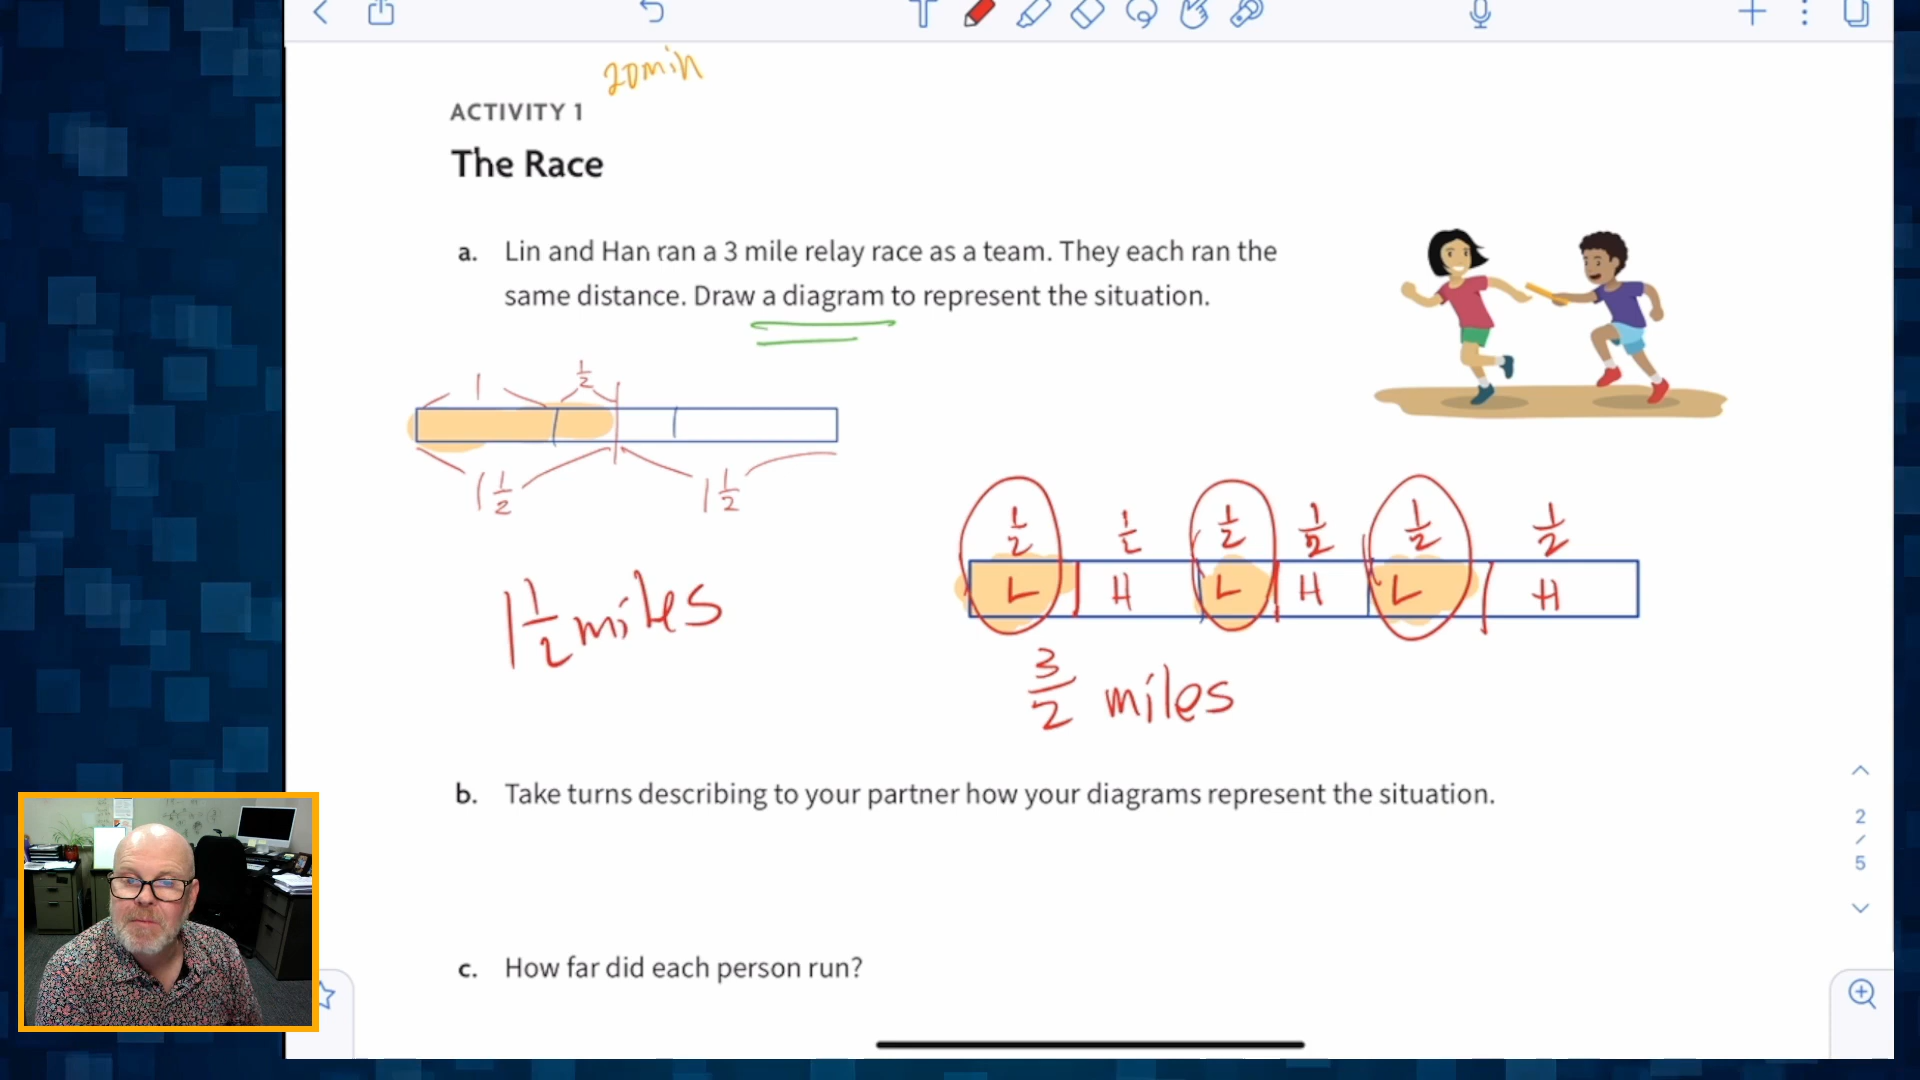 20min
ACTIVITY 1
The Race
a. Lin and Han ran a 3 mile relay race as a team. They each ran the
same distance. Draw a diagram to represent the situation.
1 1/2
1 1/2 1 1/2
1 1/2 miles
1/2 1/2 1/2 1/2 1/2 1/2
L H L H L H
3/2 miles
b. Take turns describing to your partner how your diagrams represent the situation.
2
/
5
c. How far did each person run?